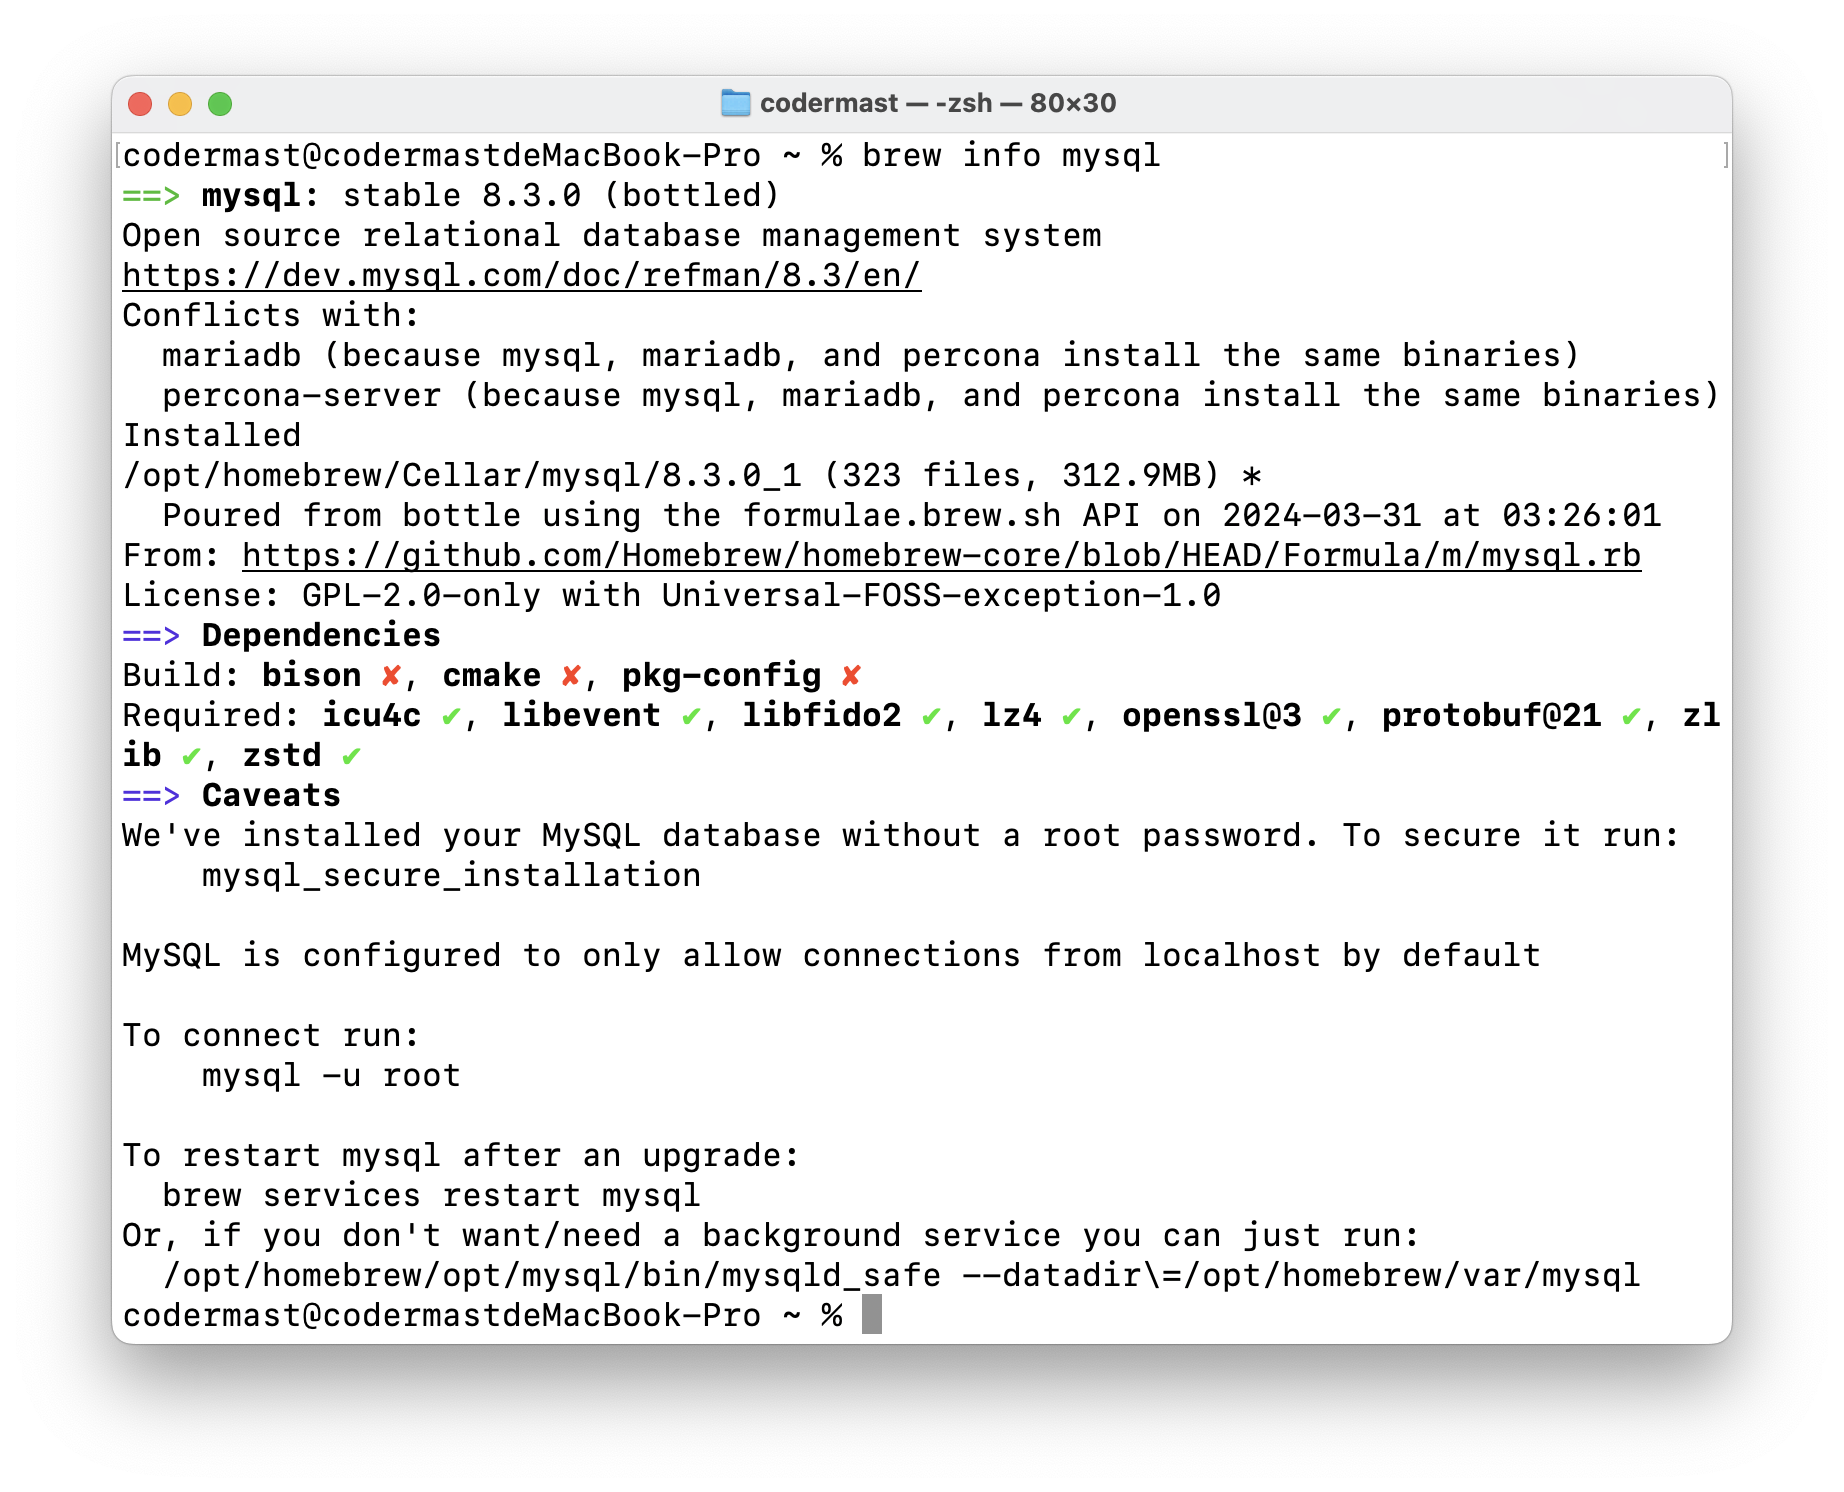 codermast — -zsh — 80×30
codermast@codermastdeMacBook-Pro ~ % brew info mysql
==> mysql: stable 8.3.0 (bottled)
Open source relational database management system
https://dev.mysql.com/doc/refman/8.3/en/
Conflicts with:
  mariadb (because mysql, mariadb, and percona install the same binaries)
  percona-server (because mysql, mariadb, and percona install the same binaries)
Installed
/opt/homebrew/Cellar/mysql/8.3.0_1 (323 files, 312.9MB) *
  Poured from bottle using the formulae.brew.sh API on 2024-03-31 at 03:26:01
From: https://github.com/Homebrew/homebrew-core/blob/HEAD/Formula/m/mysql.rb
License: GPL-2.0-only with Universal-FOSS-exception-1.0
==> Dependencies
Build: bison ✘, cmake ✘, pkg-config ✘
Required: icu4c ✔, libevent ✔, libfido2 ✔, lz4 ✔, openssl@3 ✔, protobuf@21 ✔, zl
ib ✔, zstd ✔
==> Caveats
We've installed your MySQL database without a root password. To secure it run:
    mysql_secure_installation
MySQL is configured to only allow connections from localhost by default
To connect run:
    mysql -u root
To restart mysql after an upgrade:
  brew services restart mysql
Or, if you don't want/need a background service you can just run:
  /opt/homebrew/opt/mysql/bin/mysqld_safe --datadir\=/opt/homebrew/var/mysql
codermast@codermastdeMacBook-Pro ~ %